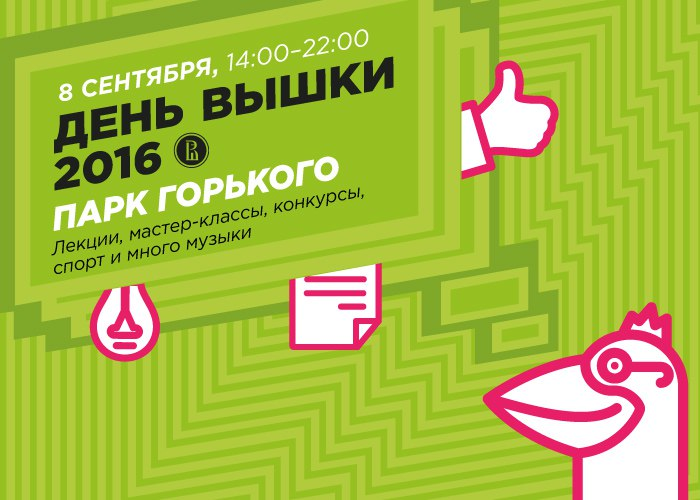 8 СЕНТЯБРЯ, 14:00–22:00
ДЕНЬ ВЫШКИ
2016
ПАРК ГОРЬКОГО
Лекции, мастер-классы, конкурсы,
спорт и много музыки